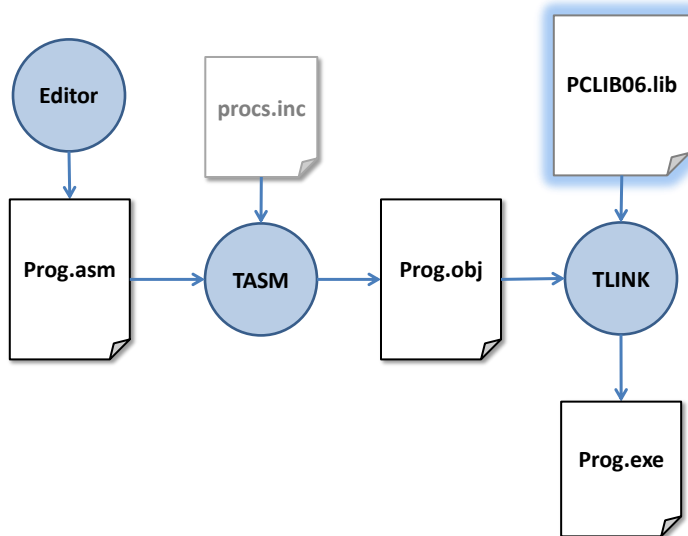 Editor
procs.inc
PCLIB06.lib
Prog.asm
TASM
Prog.obj
TLINK
Prog.exe